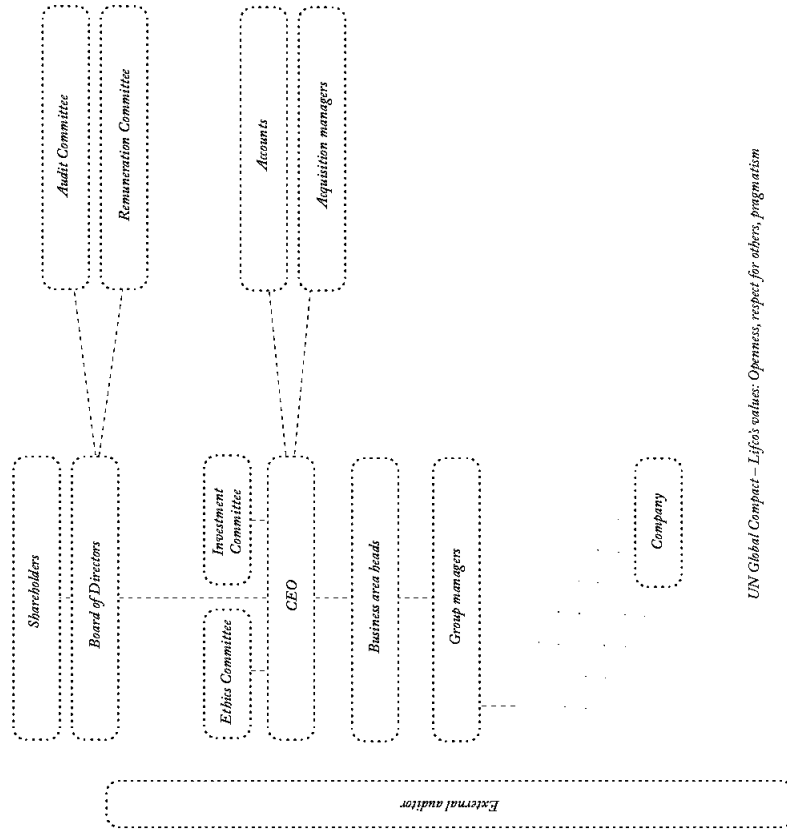 Shareholders
Board of Directors
Audit Committee
Remuneration Committee
Ethics Committee
Investment
Committee
CEO
Accounts
Acquisition managers
Business area heads
Group managers
Company
External auditor
UN Global Compact – Lifco's values: Openness, respect for others, pragmatism